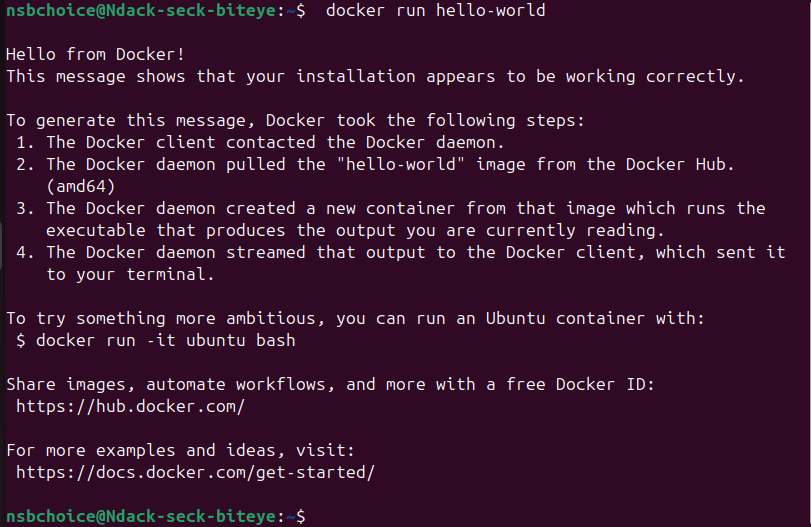 nsbchoice@Ndack-seck-biteye:~$  docker run hello-world
Hello from Docker!
This message shows that your installation appears to be working correctly.
To generate this message, Docker took the following steps:
 1. The Docker client contacted the Docker daemon.
 2. The Docker daemon pulled the "hello-world" image from the Docker Hub.
    (amd64)
 3. The Docker daemon created a new container from that image which runs the
    executable that produces the output you are currently reading.
 4. The Docker daemon streamed that output to the Docker client, which sent it
    to your terminal.
To try something more ambitious, you can run an Ubuntu container with:
 $ docker run -it ubuntu bash
Share images, automate workflows, and more with a free Docker ID:
 https://hub.docker.com/
For more examples and ideas, visit:
 https://docs.docker.com/get-started/
nsbchoice@Ndack-seck-biteye:~$